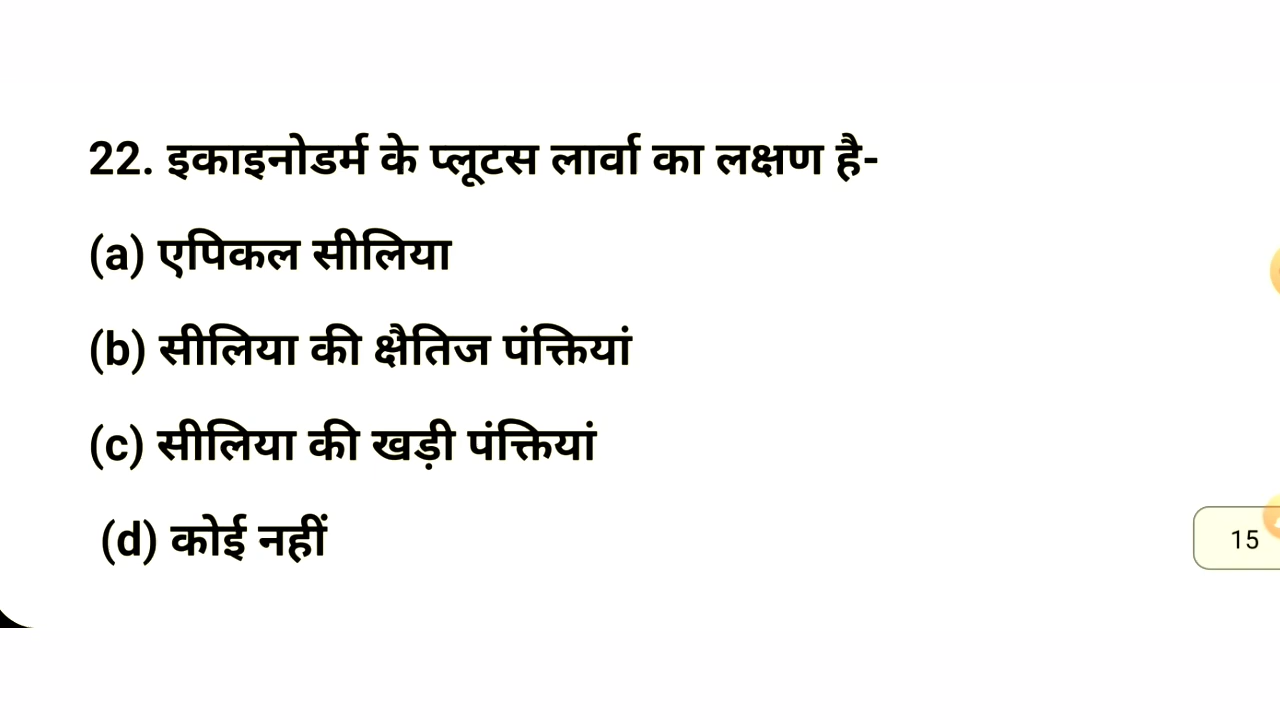 22. इकाइनोडर्म के प्लूटस लार्वा का लक्षण है-
(a) एपिकल सीलिया
(b) सीलिया की क्षैतिज पंक्तियां
(c) सीलिया की खड़ी पंक्तियां
(d) कोई नहीं
15